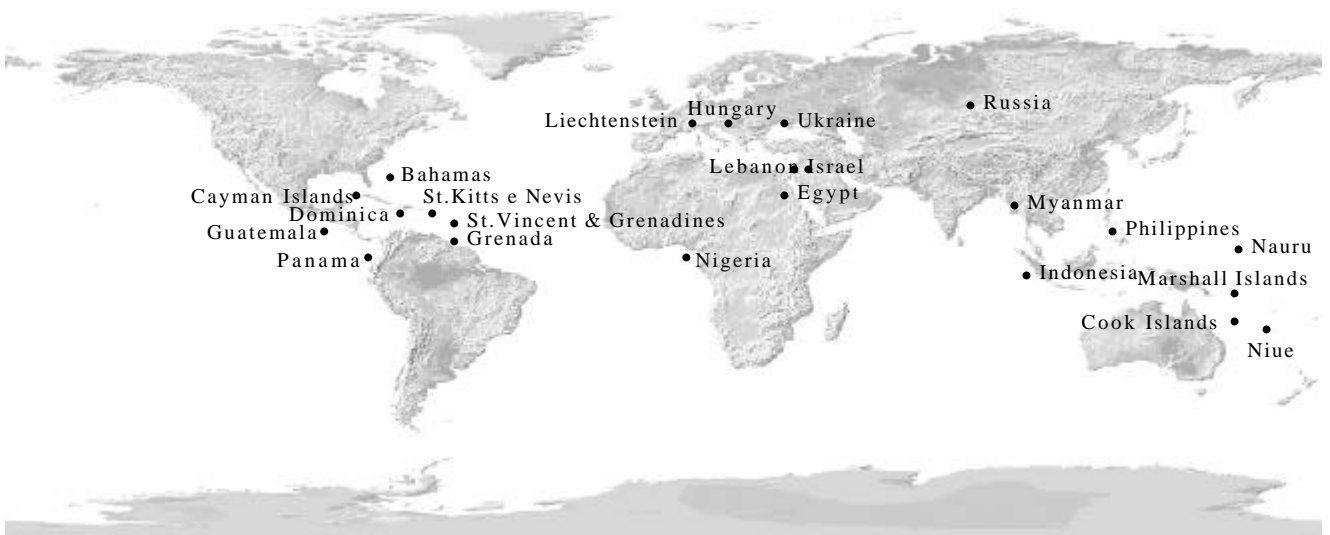 Russia
Hungary
Liechtenstein
Ukraine
Lebanon
Israel
Bahamas
Egypt
Cayman Islands
St.Kitts e Nevis
Myanmar
Dominica
St.Vincent & Grenadines
Guatemala
Grenada
Philippines
Nauru
Panama
Nigeria
Indonesia
Marshall Islands
Cook Islands
Niue